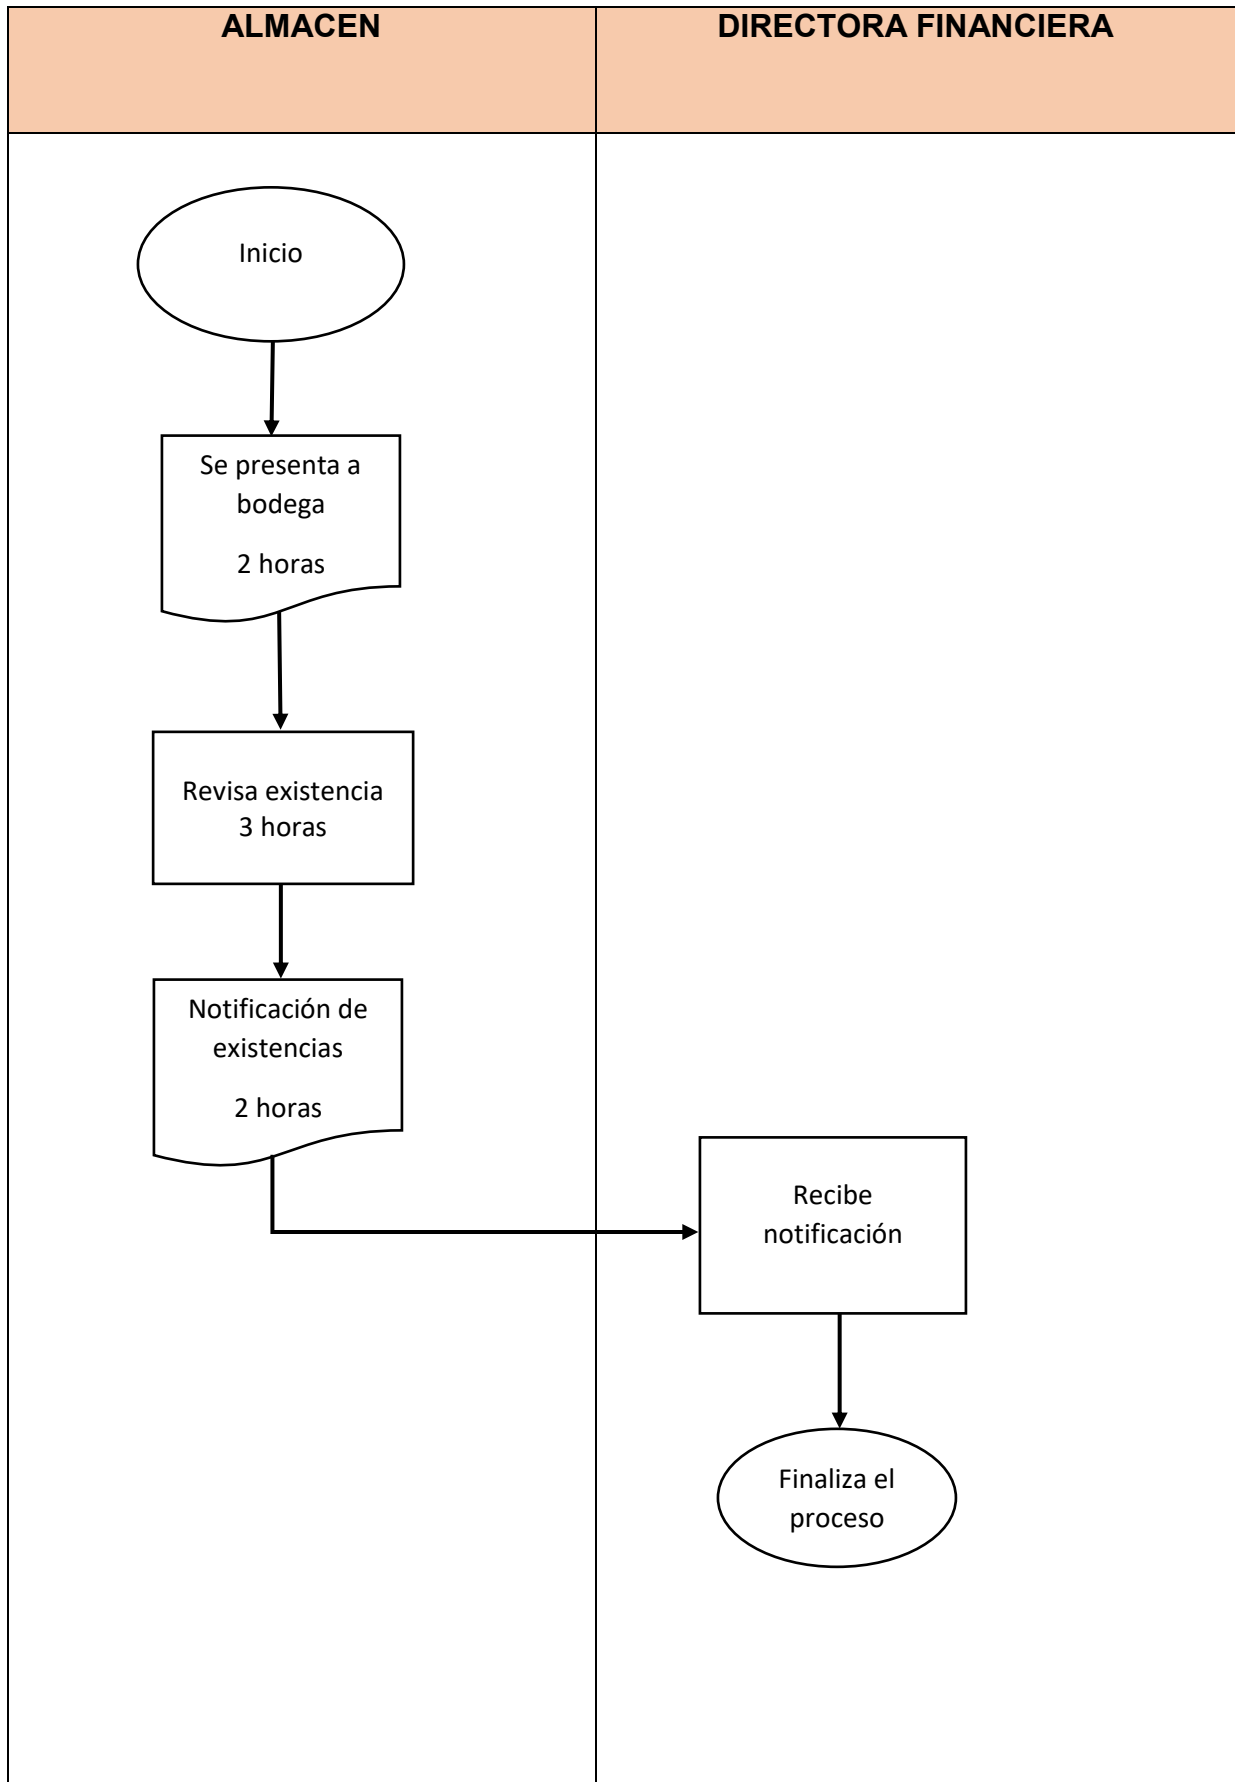 ALMACEN
DIRECTORA FINANCIERA
Inicio
Se presenta a
bodega
2 horas
Revisa existencia
3 horas
Notificación de
existencias
2 horas
Recibe
notificación
Finaliza el
proceso